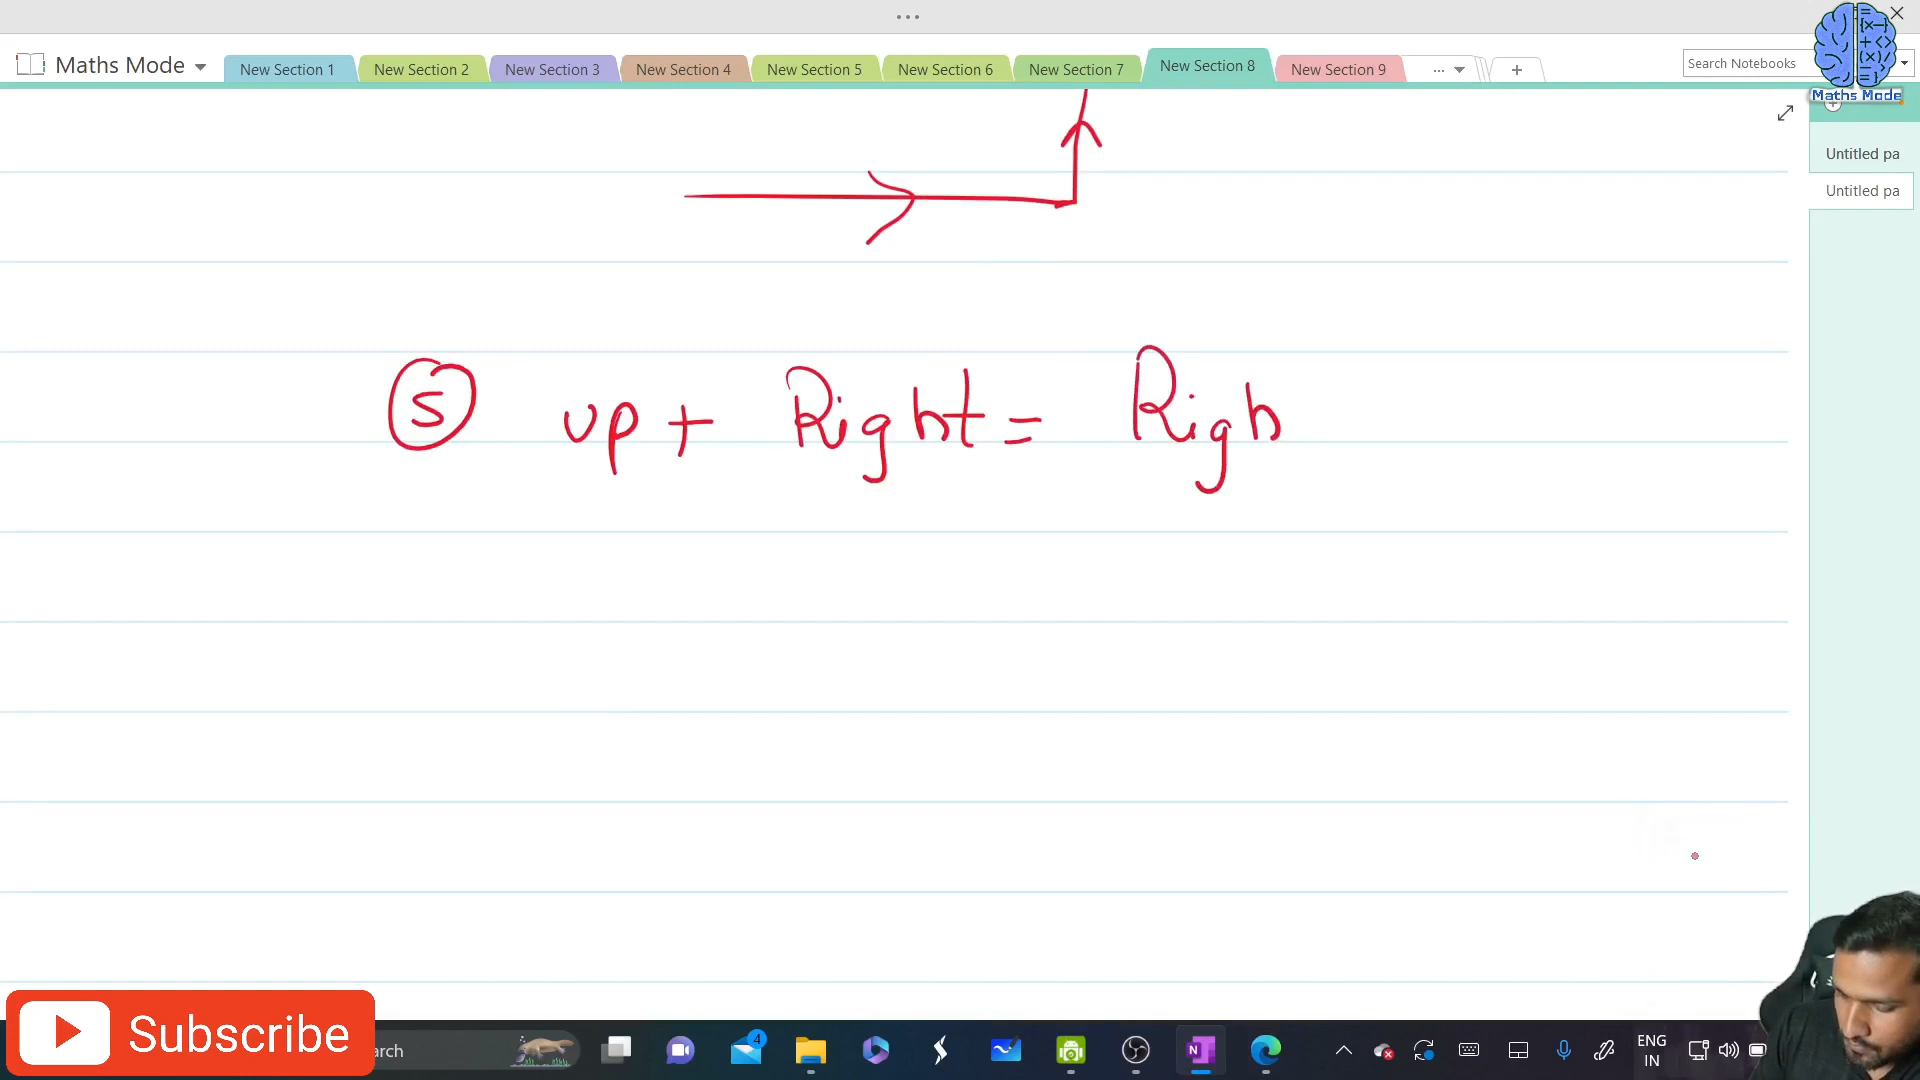 Maths Mode
New Section 1
New Section 2
New Section 3
New Section 4
New Section 5
New Section 6
New Section 7
New Section 8
New Section 9
...
+
Search Notebooks
Maths Mode
Untitled pa
Untitled pa
5 up + Right = Righ
Subscribe
arch
4
ENG
IN